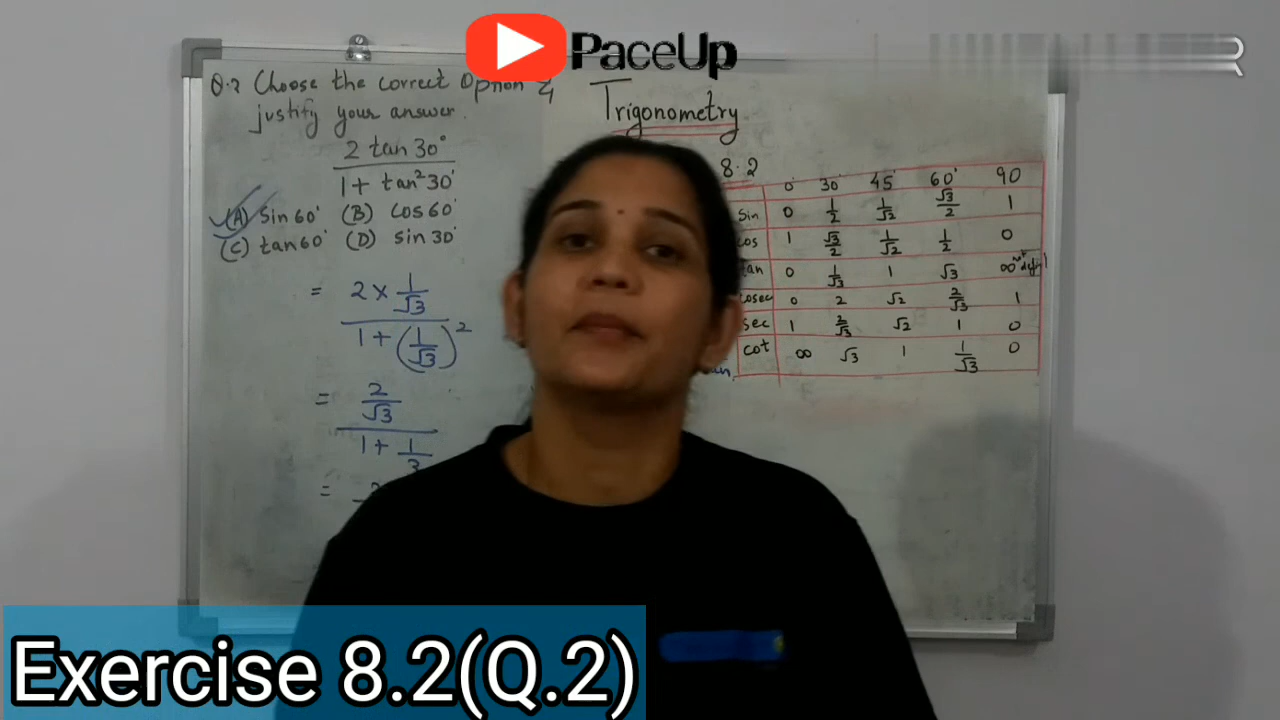 PaceUp
Q.2 Choose the correct Option &
justify your answer.
2 tan 30°
1 + tan² 30°
(A) Sin 60° (B) Cos 60°
(C) tan 60° (D) sin 30°
= 2 × 1/√3
1 + (1/√3)²
= 2/√3
1 + 1/3
=
Trigonometry
8.2
0° 30° 45° 60° 90
Sin 0 1/2 1/√2 √3/2 1
cos 1 √3/2 1/√2 1/2 0
tan 0 1/√3 1 √3 ∞
cosec 0 2 √2 2/√3 1
sec 1 2/√3 √2 1 0
cot ∞ √3 1 1/√3 0
Exercise 8.2(Q.2)